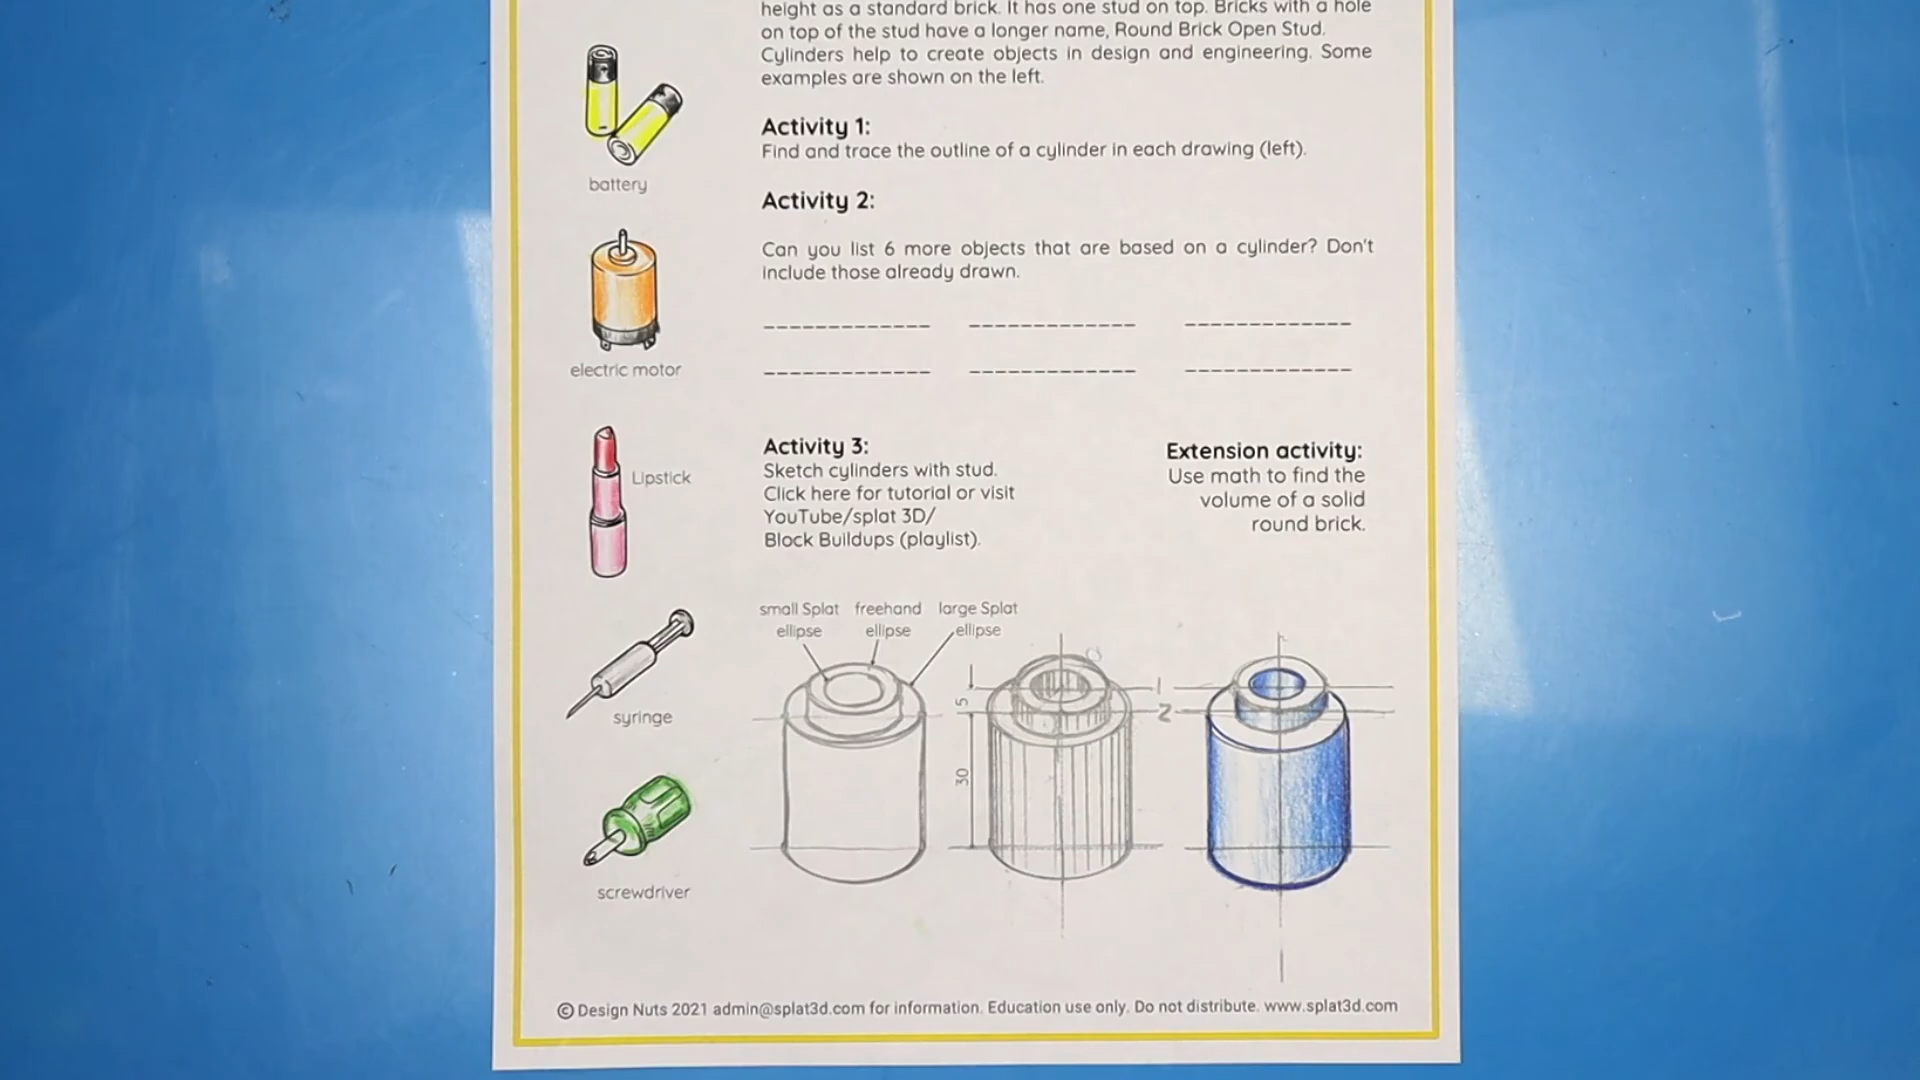 height as a standard brick. It has one stud on top. Bricks with a hole
on top of the stud have a longer name, Round Brick Open Stud.
Cylinders help to create objects in design and engineering. Some
examples are shown on the left.
battery
Activity 1:
Find and trace the outline of a cylinder in each drawing (left).
Activity 2:
Can you list 6 more objects that are based on a cylinder? Don't
include those already drawn.
electric motor
Lipstick
Activity 3:
Sketch cylinders with stud.
Click here for tutorial or visit
YouTube/splat 3D/
Block Buildups (playlist).
Extension activity:
Use math to find the
volume of a solid
round brick.
syringe
screwdriver
small Splat
ellipse
freehand
ellipse
large Splat
ellipse
5
30
1
2
© Design Nuts 2021 admin@splat3d.com for information. Education use only. Do not distribute. www.splat3d.com